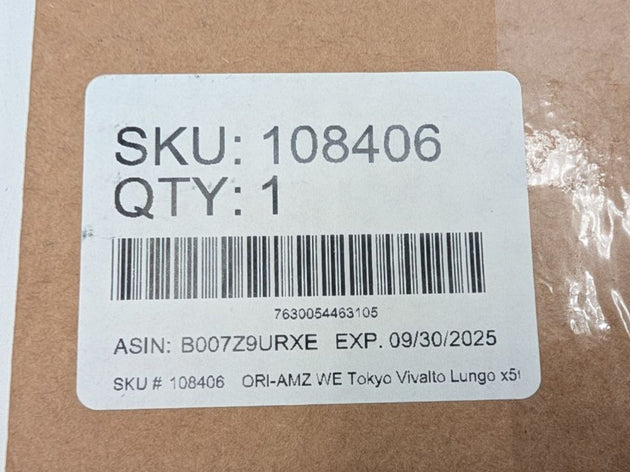 SKU: 108406
QTY: 1
7630054463105
ASIN: B007Z9URXE EXP. 09/30/2025
SKU # 108406 ORI-AMZ WE Tokyo Vivalto Lungo